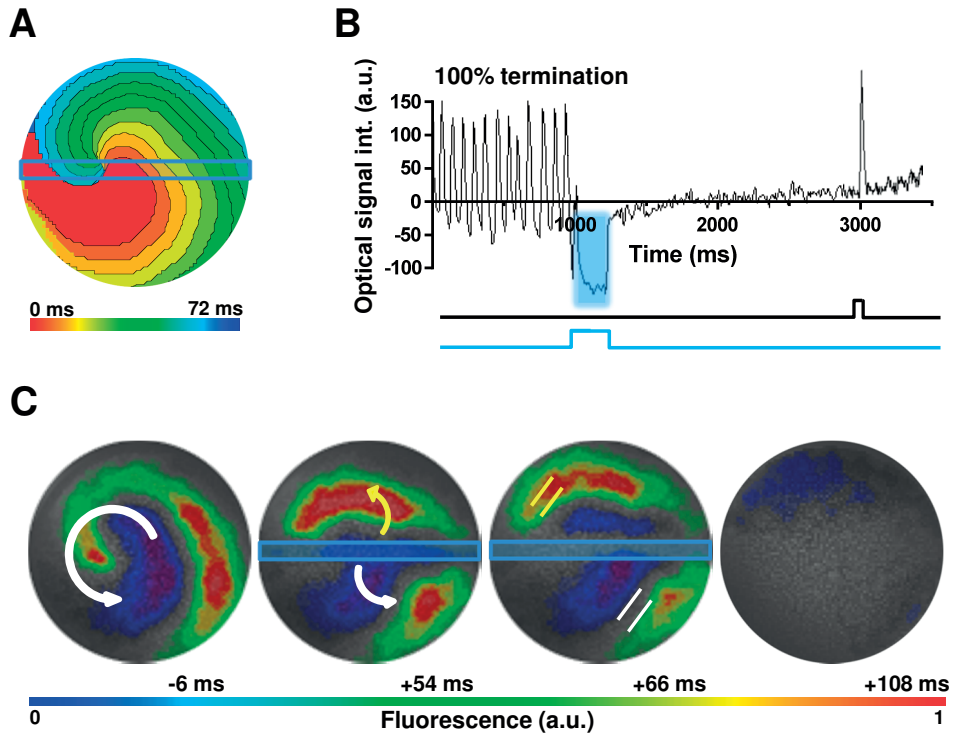 A
0 ms
72 ms
B
100% termination
Optical signal int. (a.u.)
150
100
50
0
-50
-100
1000
2000
3000
Time (ms)
C
-6 ms
+54 ms
+66 ms
+108 ms
0
Fluorescence (a.u.)
1